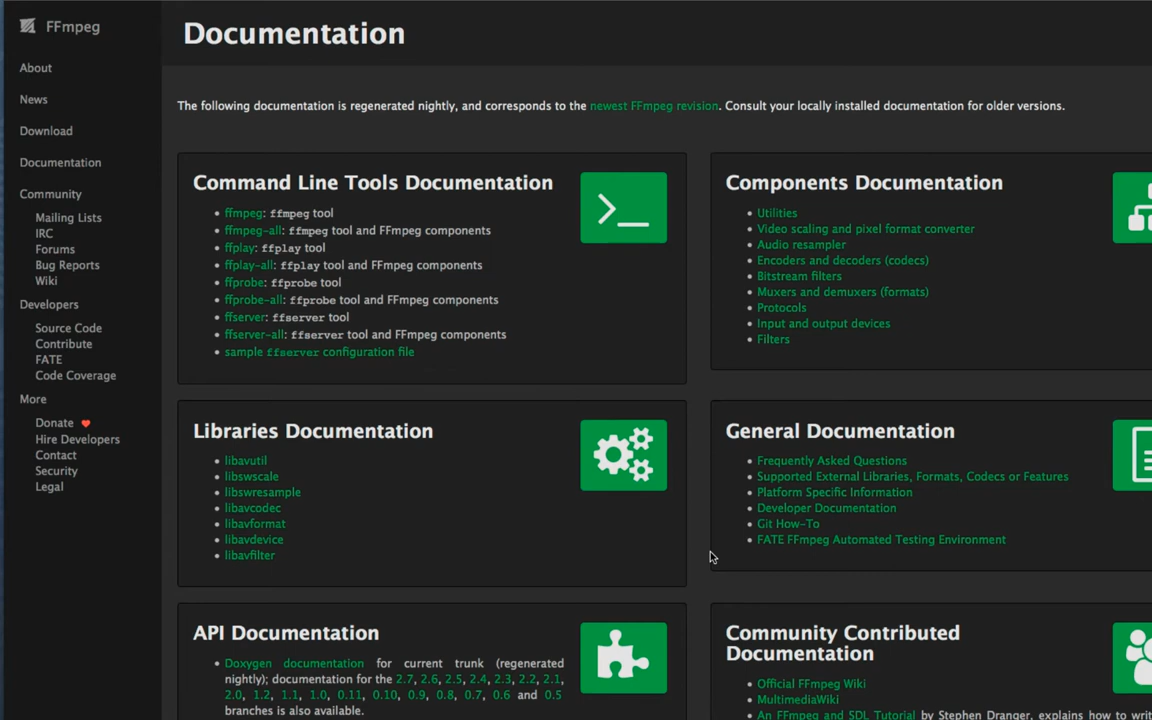 FFmpeg
About
News
Download
Documentation
Community
Mailing Lists
IRC
Forums
Bug Reports
Wiki
Developers
Source Code
Contribute
FATE
Code Coverage
More
Donate
Hire Developers
Contact
Security
Legal
Documentation
The following documentation is regenerated nightly, and corresponds to the newest FFmpeg revision. Consult your locally installed documentation for older versions.
Command Line Tools Documentation
ffmpeg: ffmpeg tool
ffmpeg-all: ffmpeg tool and FFmpeg components
ffplay: ffplay tool
ffplay-all: ffplay tool and FFmpeg components
ffprobe: ffprobe tool
ffprobe-all: ffprobe tool and FFmpeg components
ffserver: ffserver tool
ffserver-all: ffserver tool and FFmpeg components
sample ffserver configuration file
Components Documentation
Utilities
Video scaling and pixel format converter
Audio resampler
Encoders and decoders (codecs)
Bitstream filters
Muxers and demuxers (formats)
Protocols
Input and output devices
Filters
Libraries Documentation
libavutil
libswscale
libswresample
libavcodec
libavformat
libavdevice
libavfilter
General Documentation
Frequently Asked Questions
Supported External Libraries, Formats, Codecs or Features
Platform Specific Information
Developer Documentation
Git How-To
FATE FFmpeg Automated Testing Environment
API Documentation
Doxygen documentation for current trunk (regenerated
nightly); documentation for the 2.7, 2.6, 2.5, 2.4, 2.3, 2.2, 2.1,
2.0, 1.2, 1.1, 1.0, 0.11, 0.10, 0.9, 0.8, 0.7, 0.6 and 0.5
branches is also available.
Community Contributed
Documentation
Official FFmpeg Wiki
MultimediaWiki
An FFmpeg and SDL Tutorial by Stephen Dranger, explains how to